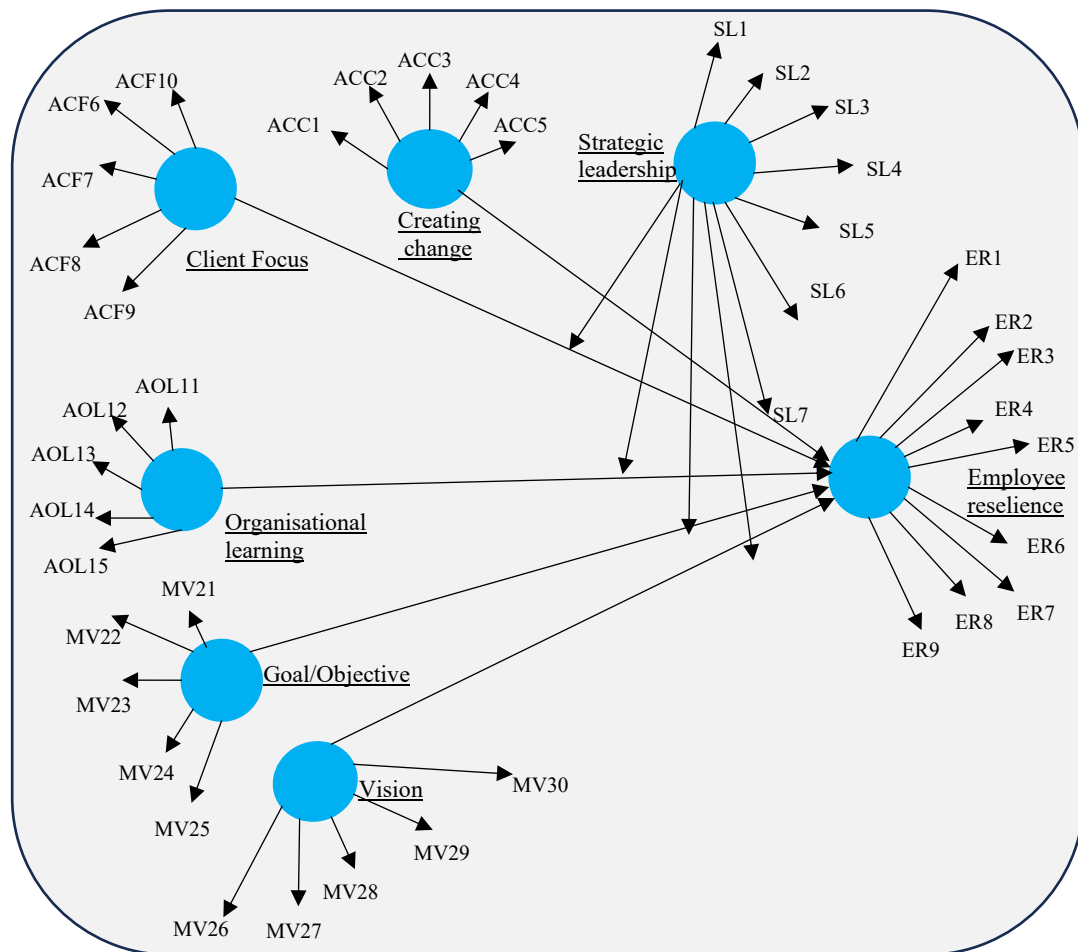 SL1
ACC3
ACF10
ACC2
ACC4
SL2
ACF6
ACC1
ACC5
SL3
Strategic
leadership
SL4
ACF7
Creating
change
SL5
ACF8
Client Focus
ER1
SL6
ACF9
ER2
ER3
AOL11
AOL12
SL7
ER4
AOL13
ER5
Employee
reselience
AOL14
Organisational
learning
ER6
AOL15
MV21
ER7
ER8
MV22
ER9
Goal/Objective
MV23
MV24
MV30
Vision
MV25
MV29
MV28
MV26
MV27